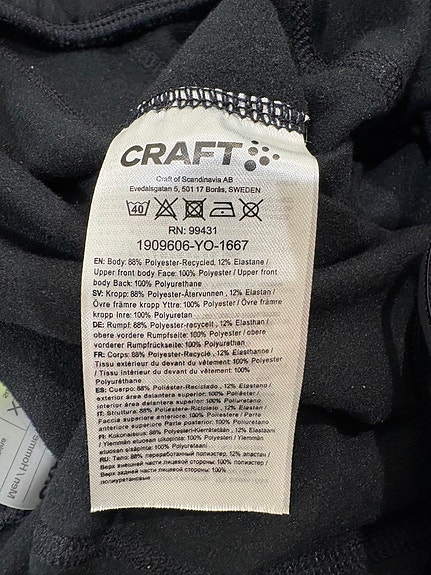 CRAFT
Craft of Scandinavia AB
Evedalsgatan 5, 501 17 Borås, SWEDEN
40
RN: 99431
1909606-YO-1667
EN: Body: 88% Polyester-Recycled, 12% Elastane /
Upper front body Face: 100% Polyester / Upper front
body Back: 100% Polyurethane
SV: Kropp: 88% Polyester-Återvunnen , 12% Elastan /
Övre främre kropp Yttre: 100% Polyester / Övre främre
kropp Inre: 100% Polyuretan
DE: Rumpf: 88% Polyester-recycelt , 12% Elasthan /
obere vordere Rumpfseite: 100% Polyester / obere
vorderer Rumpfrückseite: 100% Polyurethan
FR: Corps: 88% Polyester-Recyclé , 12% Elasthanne /
Tissu extérieur du devant du vêtement: 100%
Polyester / Tissu intérieur du devant du vêtement: 100%
Polyuréthane
ES: Cuerpo: 88% Poliéster-Reciclado , 12% Elastano /
exterior área delantera superior: 100% Poliéster /
interior área delantera superior: 100% Poliuretano
IT: Struttura: 88% Poliestere-Riciclato , 12% Elastan /
Faccia superiore anteriore: 100% Poliestere / Parte
anteriore superiore Parte posteriore: 100% Poliuretano
FI: Kokonaisuus: 88% Polyesteri-Kierrätetään , 12% Elastaani
/ Ylemmän etuosan ulkopinta: 100% Polyesteri / Ylemmän
etuosan sisäpinta: 100% Polyuretaani
RU: Тело: 88% переработанный полиэстер, 12% эластан /
Верх внешней части лицевой стороны: 100% полиэстер /
Верх задней части лицевой стороны: 100%
полиуретановые
X
Men / Homme